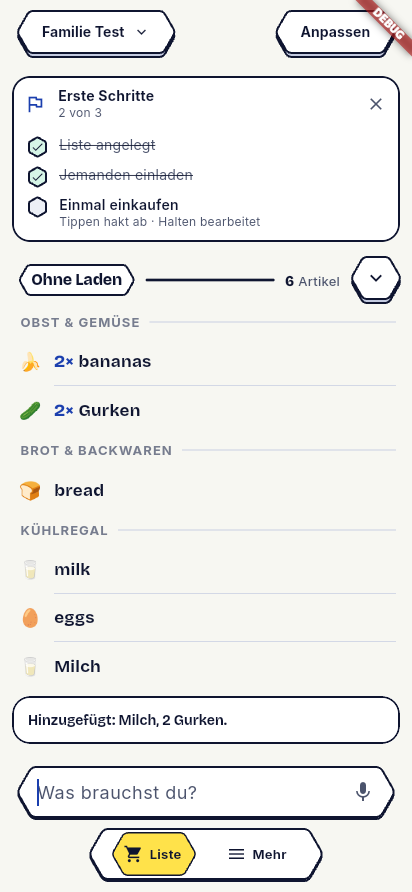 Familie Test
Anpassen
DEBUG
Erste Schritte
2 von 3
Liste angelegt
Jemanden einladen
Einmal einkaufen
Tippen hakt ab · Halten bearbeitet
Ohne Laden
6 Artikel
OBST & GEMÜSE
2× bananas
2× Gurken
BROT & BACKWAREN
bread
KÜHLREGAL
milk
eggs
Milch
Hinzugefügt: Milch, 2 Gurken.
Was brauchst du?
Liste
Mehr